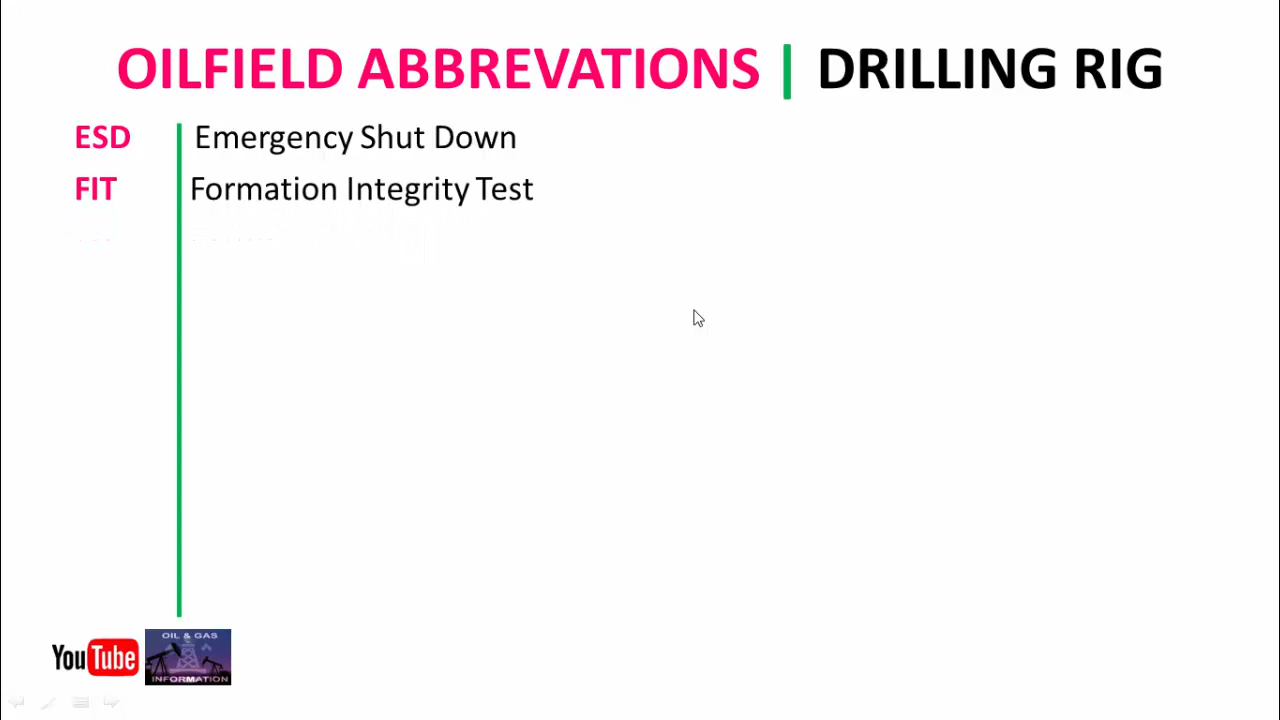 OILFIELD ABBREVATIONS | DRILLING RIG
ESD Emergency Shut Down
FIT Formation Integrity Test
YouTube
OIL & GAS
INFORMATION